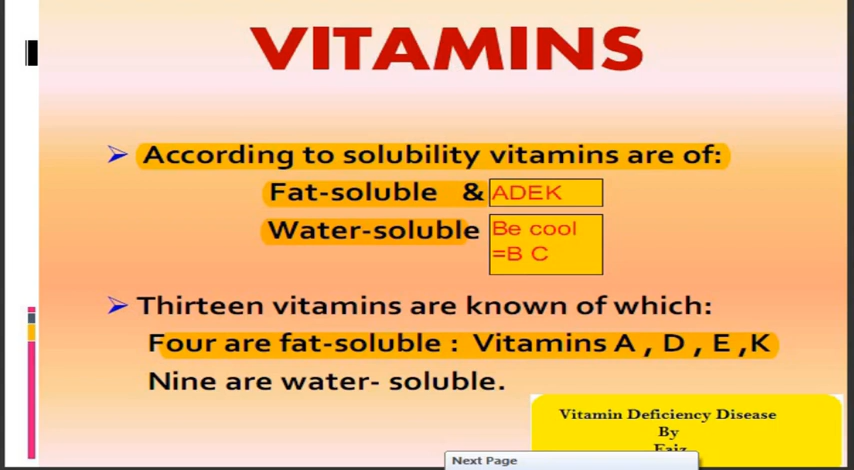 VITAMINS
➢ According to solubility vitamins are of:
Fat-soluble & ADEK
Water-soluble Be cool
=B C
➢ Thirteen vitamins are known of which:
Four are fat-soluble : Vitamins A , D , E ,K
Nine are water- soluble.
Vitamin Deficiency Disease
By
Faiz
Next Page